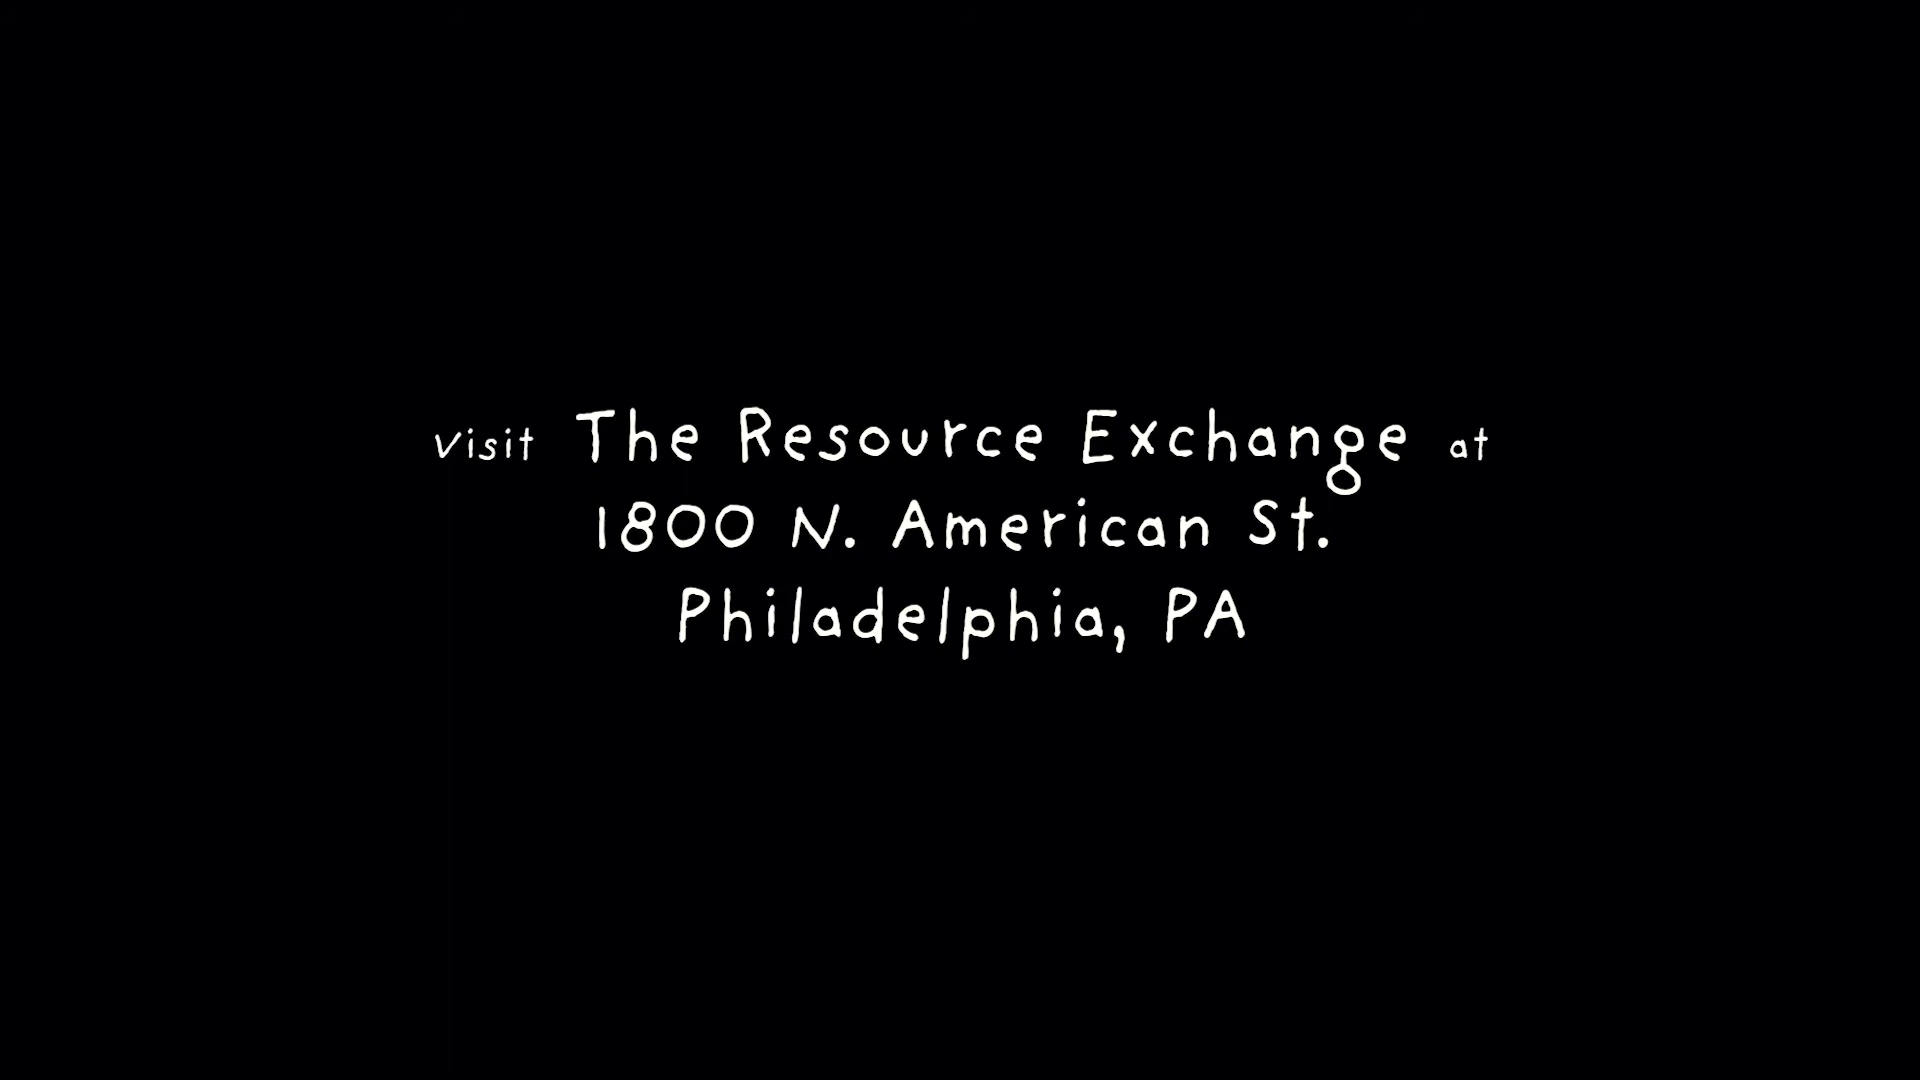 visit The Resource Exchange at
1800 N. American St.
Philadelphia, PA